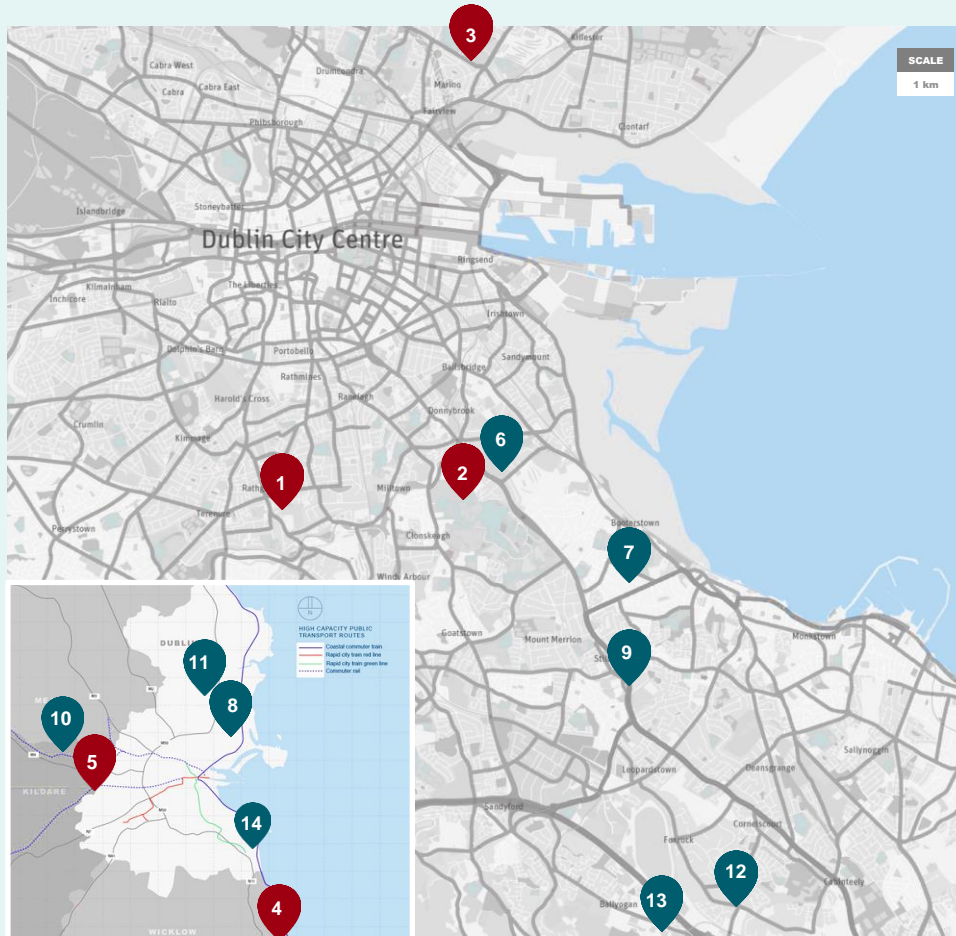 3
Killester
SCALE
1 km
Cabra West
Drumcondra
Cabra
Cabra East
Marino
Fairview
Phibsborough
Clontarf
Stoneybatter
Islandbridge
Dublin City Centre
Ringsend
Kilmainham
The Liberties
Inchicore
Rialto
Irishtown
Dolphin's Barn
Portobello
Sandymount
Ballsbridge
Rathmines
Harold's Cross
Ranelagh
Donnybrook
Crumlin
Kimmage
6
2
1
Milltown
Terenure
Perrystown
Clonskeagh
Booterstown
7
Windy Arbour
Goatstown
Mount Merrion
Monkstown
9
Sallynoggin
Leopardstown
Deansgrange
Sandyford
Cornelscourt
Foxrock
Cabinteely
12
13
Ballyogan
HIGH CAPACITY PUBLIC
TRANSPORT ROUTES
Coastal commuter train
Rapid city train red line
Rapid city train green line
Commuter rail
11
8
10
5
KILDARE
14
4
WICKLOW